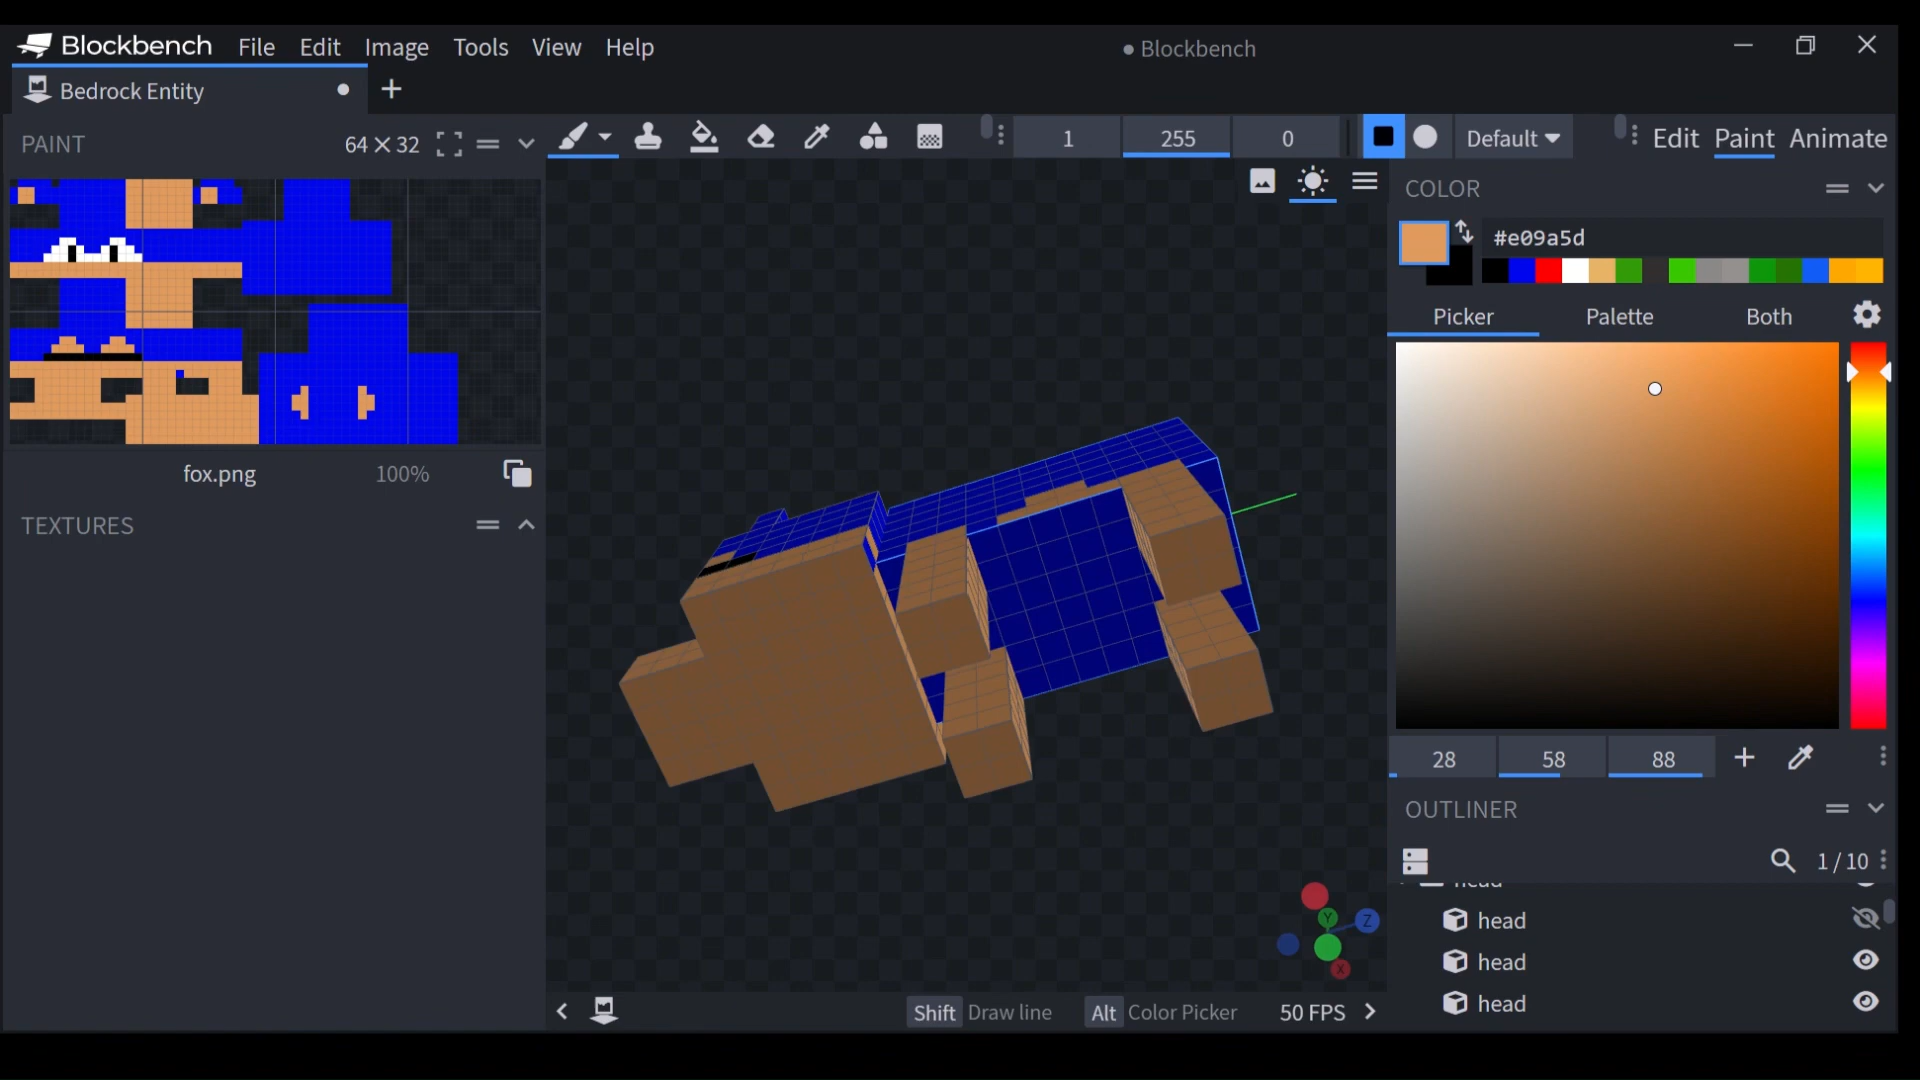 Blockbench File Edit Image Tools View Help
Blockbench
Bedrock Entity
PAINT 64 × 32
1 255 0 Default
Edit Paint Animate
COLOR
#e09a5d
Picker Palette Both
fox.png 100%
TEXTURES
28 58 88
OUTLINER
1 / 10
head
head
head
head
Y
Z
X
Shift Draw line Alt Color Picker 50 FPS